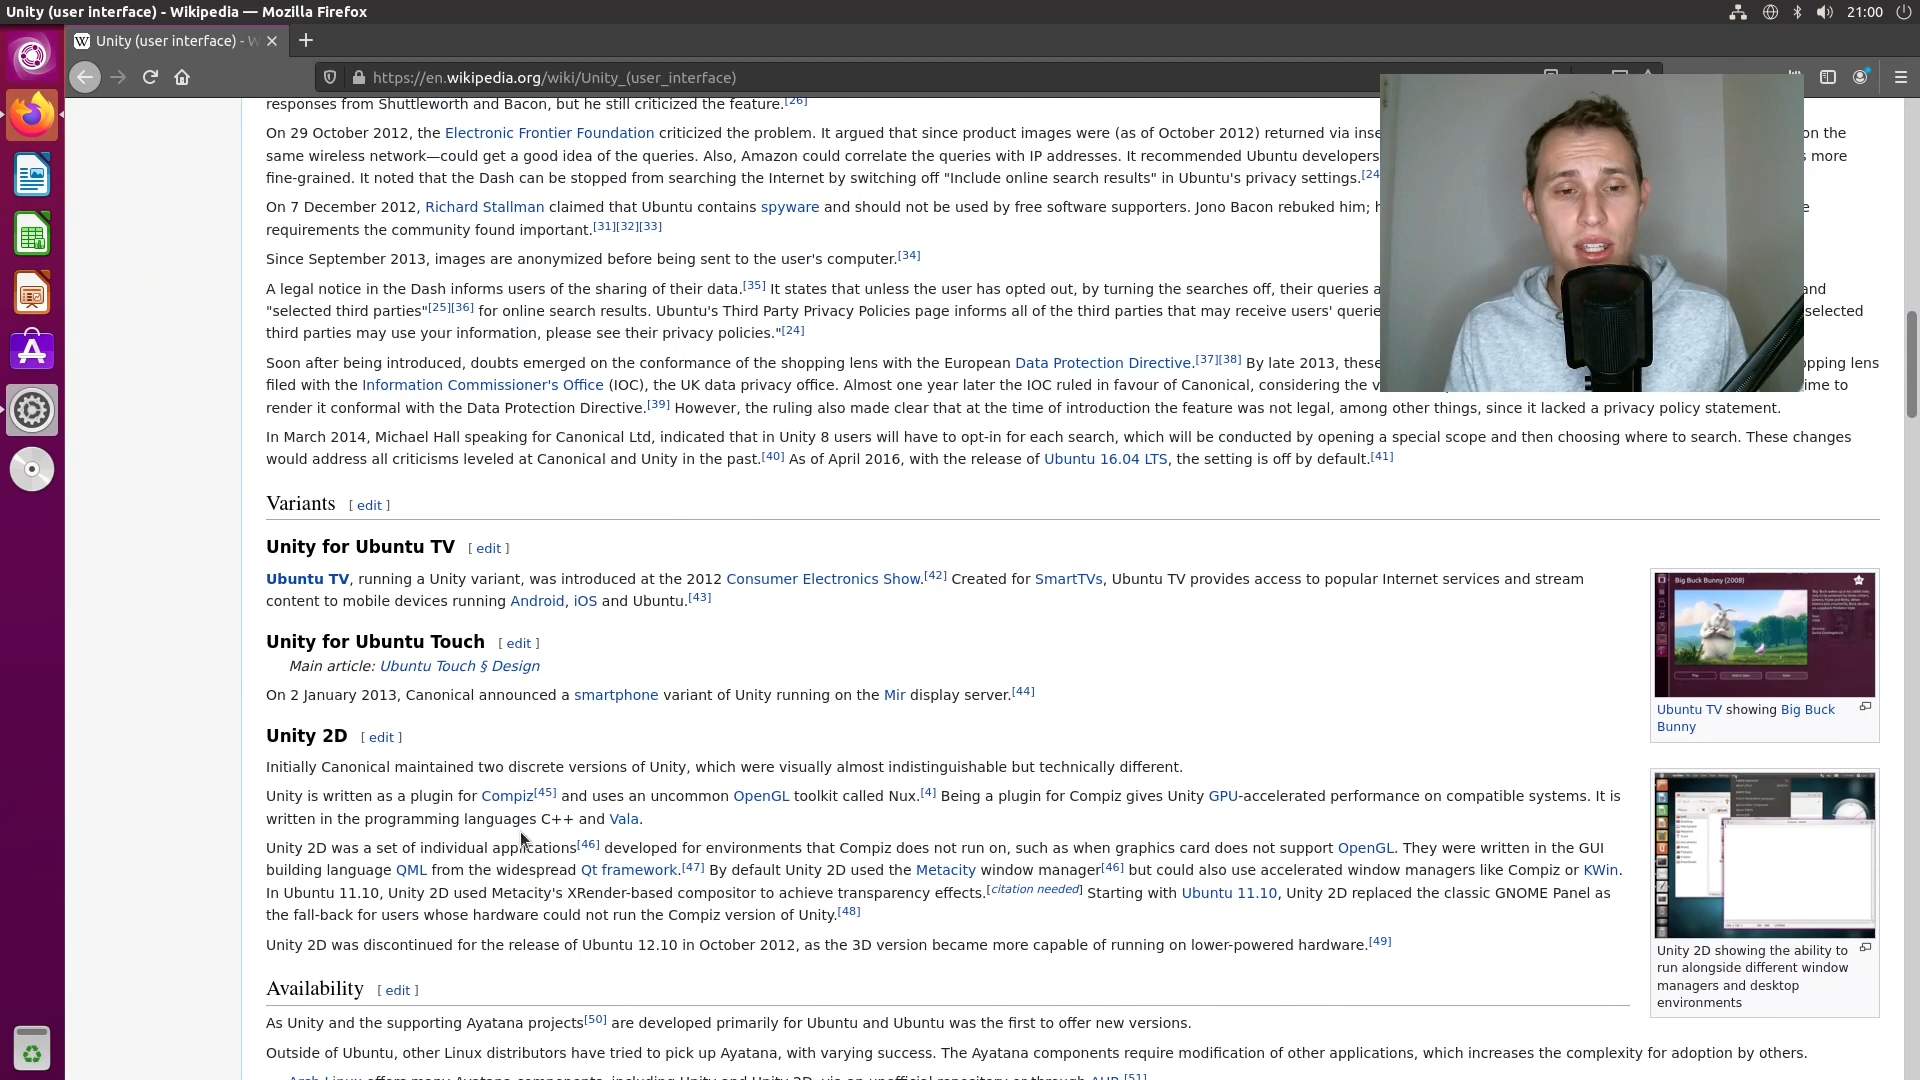 Unity (user interface) - Wikipedia — Mozilla Firefox
21:00
Unity (user interface) - W
https://en.wikipedia.org/wiki/Unity_(user_interface)
responses from Shuttleworth and Bacon, but he still criticized the feature.[26]
On 29 October 2012, the Electronic Frontier Foundation criticized the problem. It argued that since product images were (as of October 2012) returned via inse on the
same wireless network—could get a good idea of the queries. Also, Amazon could correlate the queries with IP addresses. It recommended Ubuntu developers more
fine-grained. It noted that the Dash can be stopped from searching the Internet by switching off "Include online search results" in Ubuntu's privacy settings.[24
On 7 December 2012, Richard Stallman claimed that Ubuntu contains spyware and should not be used by free software supporters. Jono Bacon rebuked him;
requirements the community found important.[31][32][33]
Since September 2013, images are anonymized before being sent to the user's computer.[34]
A legal notice in the Dash informs users of the sharing of their data.[35] It states that unless the user has opted out, by turning the searches off, their queries a and
"selected third parties"[25][36] for online search results. Ubuntu's Third Party Privacy Policies page informs all of the third parties that may receive users' querie selected
third parties may use your information, please see their privacy policies."[24]
Soon after being introduced, doubts emerged on the conformance of the shopping lens with the European Data Protection Directive.[37][38] By late 2013, these opping lens
filed with the Information Commissioner's Office (IOC), the UK data privacy office. Almost one year later the IOC ruled in favour of Canonical, considering the v ime to
render it conformal with the Data Protection Directive.[39] However, the ruling also made clear that at the time of introduction the feature was not legal, among other things, since it lacked a privacy policy statement.
In March 2014, Michael Hall speaking for Canonical Ltd, indicated that in Unity 8 users will have to opt-in for each search, which will be conducted by opening a special scope and then choosing where to search. These changes
would address all criticisms leveled at Canonical and Unity in the past.[40] As of April 2016, with the release of Ubuntu 16.04 LTS, the setting is off by default.[41]
Variants [ edit ]
Unity for Ubuntu TV [ edit ]
Ubuntu TV, running a Unity variant, was introduced at the 2012 Consumer Electronics Show.[42] Created for SmartTVs, Ubuntu TV provides access to popular Internet services and stream
content to mobile devices running Android, iOS and Ubuntu.[43]
Big Buck Bunny (2008)
Ubuntu TV showing Big Buck
Bunny
Unity for Ubuntu Touch [ edit ]
Main article: Ubuntu Touch § Design
On 2 January 2013, Canonical announced a smartphone variant of Unity running on the Mir display server.[44]
Unity 2D [ edit ]
Initially Canonical maintained two discrete versions of Unity, which were visually almost indistinguishable but technically different.
Unity is written as a plugin for Compiz[45] and uses an uncommon OpenGL toolkit called Nux.[4] Being a plugin for Compiz gives Unity GPU-accelerated performance on compatible systems. It is
written in the programming languages C++ and Vala.
Unity 2D was a set of individual applications[46] developed for environments that Compiz does not run on, such as when graphics card does not support OpenGL. They were written in the GUI
building language QML from the widespread Qt framework.[47] By default Unity 2D used the Metacity window manager[46] but could also use accelerated window managers like Compiz or KWin.
In Ubuntu 11.10, Unity 2D used Metacity's XRender-based compositor to achieve transparency effects.[citation needed] Starting with Ubuntu 11.10, Unity 2D replaced the classic GNOME Panel as
the fall-back for users whose hardware could not run the Compiz version of Unity.[48]
Unity 2D was discontinued for the release of Ubuntu 12.10 in October 2012, as the 3D version became more capable of running on lower-powered hardware.[49]
Unity 2D showing the ability to
run alongside different window
managers and desktop
environments
Availability [ edit ]
As Unity and the supporting Ayatana projects[50] are developed primarily for Ubuntu and Ubuntu was the first to offer new versions.
Outside of Ubuntu, other Linux distributors have tried to pick up Ayatana, with varying success. The Ayatana components require modification of other applications, which increases the complexity for adoption by others.
Arch Linux offers many Ayatana components, including Unity and Unity 2D, via an unofficial repository or through AUR.[51]